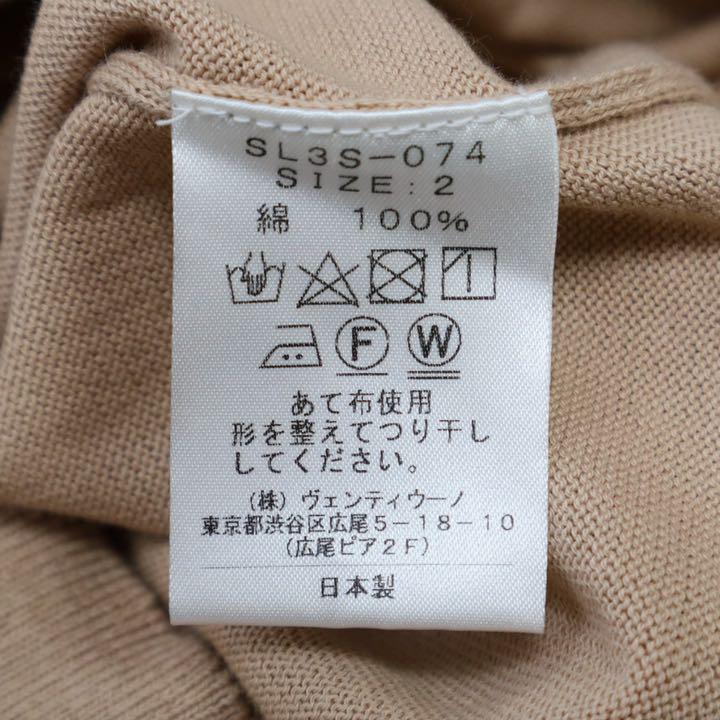 SL3S-074
SIZE:2
綿 100%
F W
あて布使用
形を整えてつり干し
してください。
(株)ヴェンティウーノ
東京都渋谷区広尾5-18-10
(広尾ピア2F)
日本製